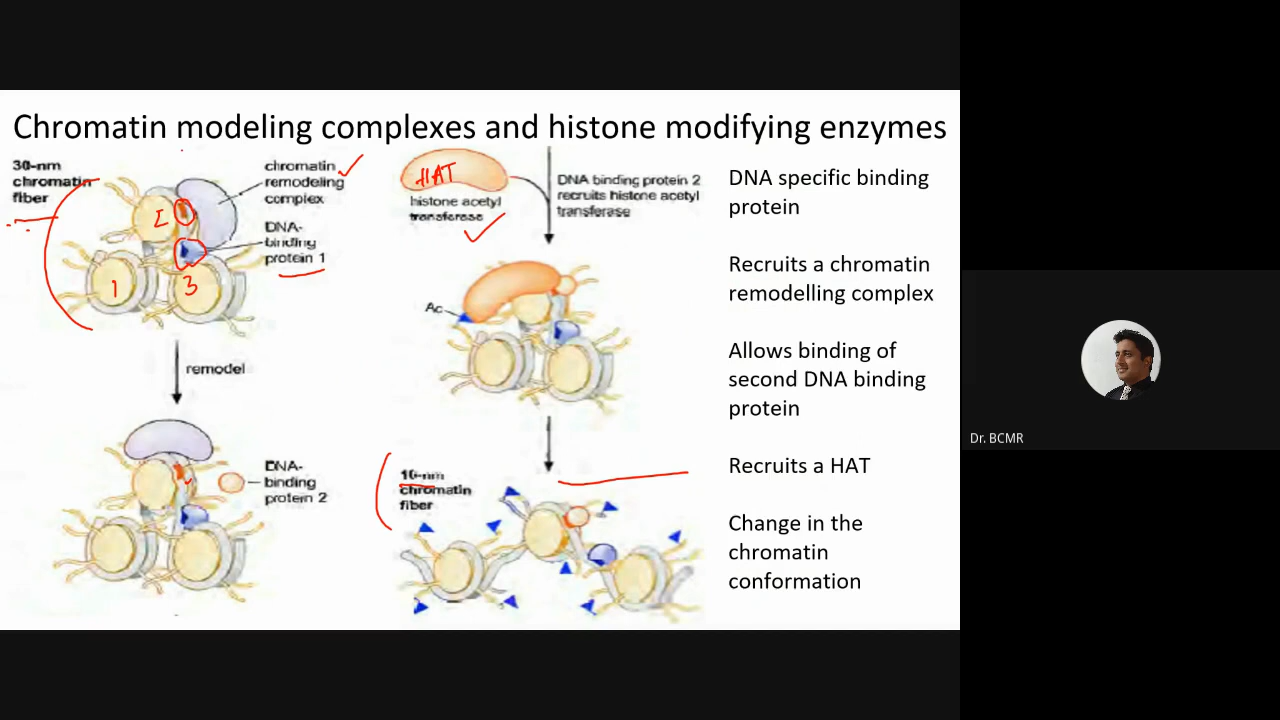 Chromatin modeling complexes and histone modifying enzymes
30-nm
chromatin
fiber
chromatin
remodeling
complex
DNA-
binding
protein 1
1
3
remodel
DNA-
binding
protein 2
HAT
histone acetyl
transferase
DNA binding protein 2
recruits histone acetyl
transferase
Ac
10-nm
chromatin
fiber
DNA specific binding
protein
Recruits a chromatin
remodelling complex
Allows binding of
second DNA binding
protein
Recruits a HAT
Change in the
chromatin
conformation
Dr. BCMR